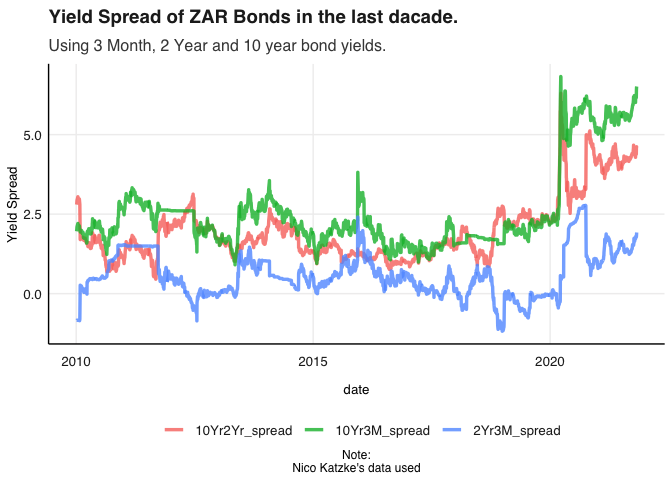 Yield Spread of ZAR Bonds in the last dacade.
Using 3 Month, 2 Year and 10 year bond yields.
Yield Spread
5.0
2.5
0.0
2010 2015 2020
date
10Yr2Yr_spread 10Yr3M_spread 2Yr3M_spread
Note:
Nico Katzke's data used